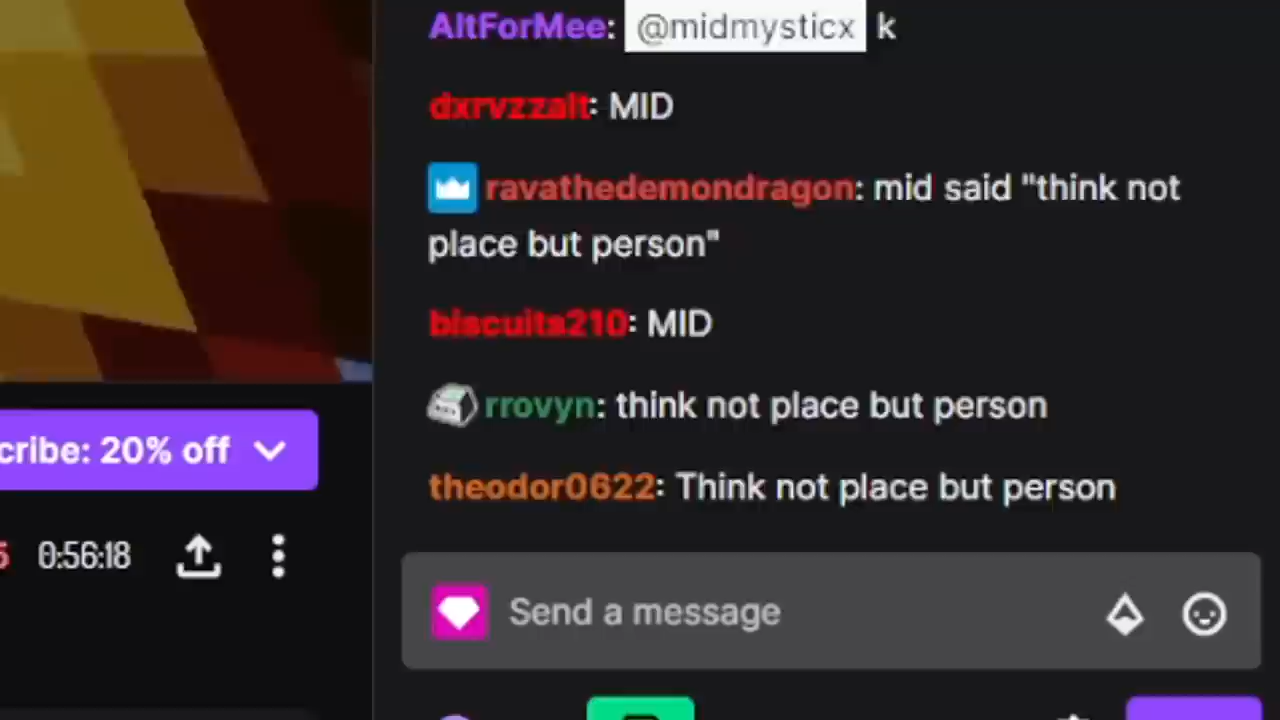 AltForMee: @midmysticx k
dxrvzzalt: MID
ravathedemondragon: mid said "think not
place but person"
biscuits210: MID
rrovyn: think not place but person
cribe: 20% off
theodor0622: Think not place but person
5 0:56:18
Send a message